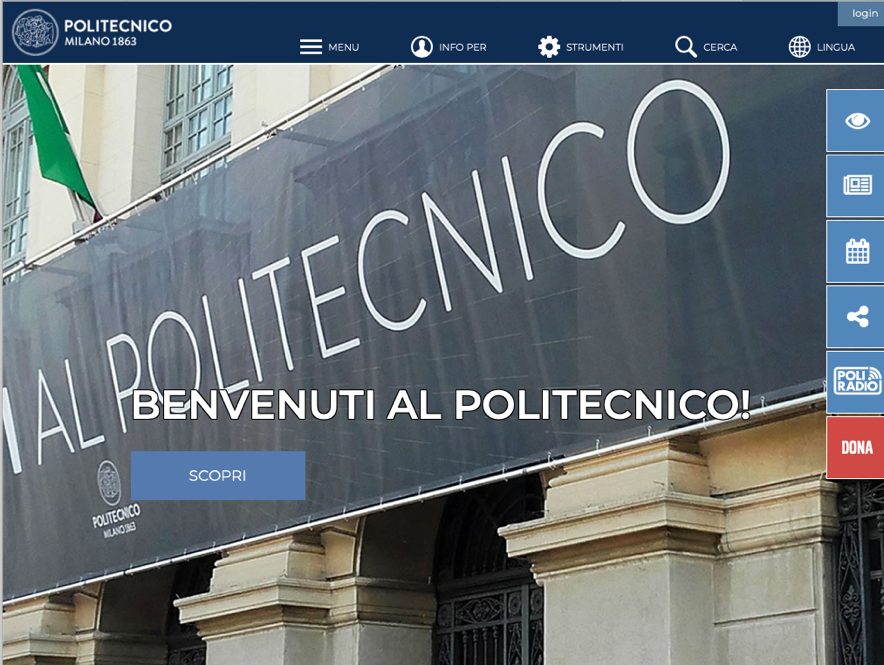 POLITECNICO
MILANO 1863
login
MENU
INFO PER
STRUMENTI
CERCA
LINGUA
AL POLITECNICO
BENVENUTI AL POLITECNICO!
SCOPRI
POLITECNICO
MILANO 1863
POLI
RADIO
DONA